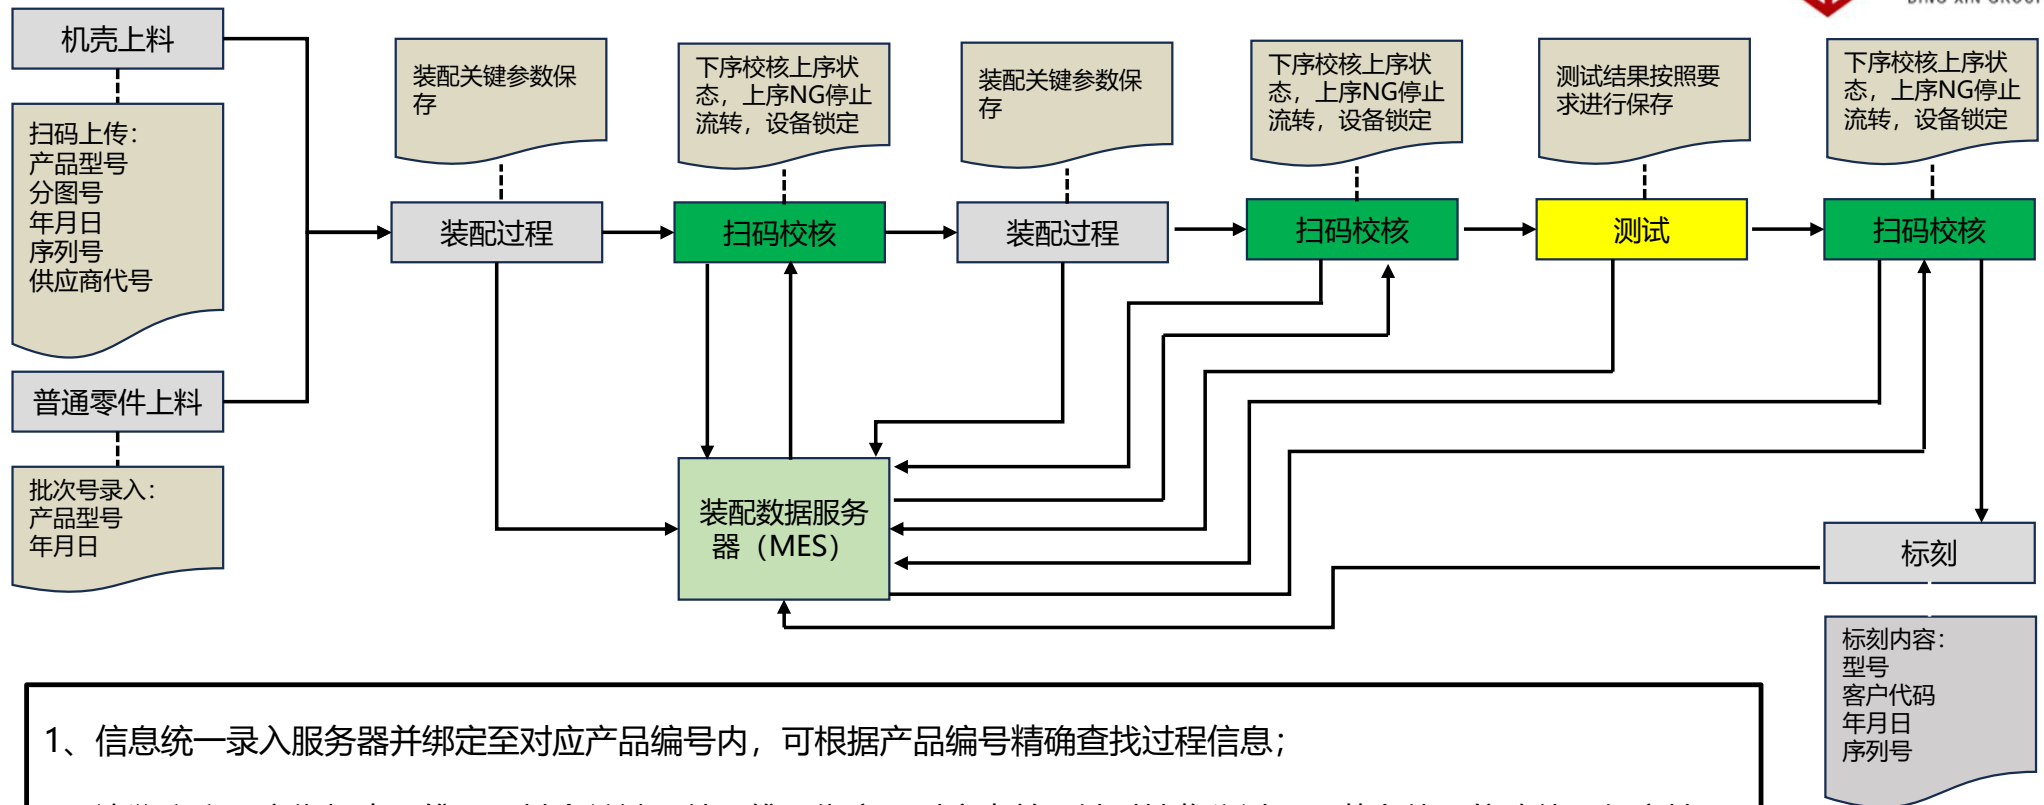 机壳上料
扫码上传：
产品型号
分图号
年月日
序列号
供应商代号
普通零件上料
批次号录入：
产品型号
年月日
装配关键参数保
存
装配过程
下序校核上序状
态，上序NG停止
流转，设备锁定
扫码校核
装配关键参数保
存
装配过程
下序校核上序状
态，上序NG停止
流转，设备锁定
扫码校核
测试结果按照要
求进行保存
测试
下序校核上序状
态，上序NG停止
流转，设备锁定
扫码校核
装配数据服务
器（MES）
标刻
标刻内容：
型号
客户代码
年月日
序列号
1、信息统一录入服务器并绑定至对应产品编号内，可根据产品编号精确查找过程信息；